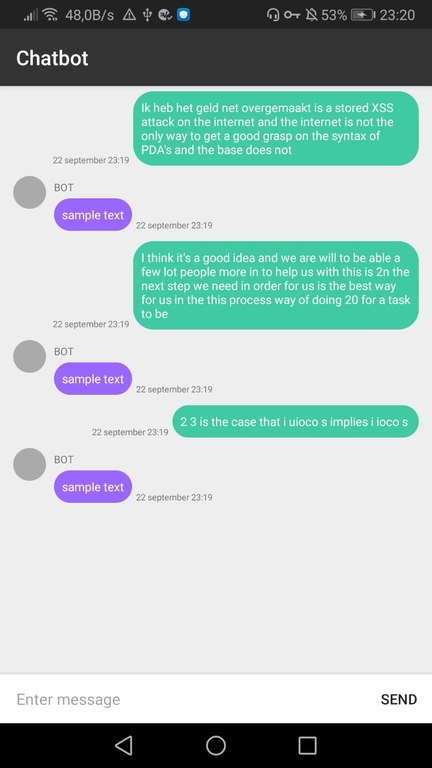 48,0B/s 53% 23:20
Chatbot
Ik heb het geld net overgemaakt is a stored XSS
attack on the internet and the internet is not the
only way to get a good grasp on the syntax of
PDA's and the base does not
22 september 23:19
BOT
sample text
22 september 23:19
I think it's a good idea and we are will to be able a
few lot people more in to help us with this is 2n the
next step we need in order for us is the best way
for us in the this process way of doing 20 for a task
to be
22 september 23:19
BOT
sample text
22 september 23:19
2 3 is the case that i uioco s implies i ioco s
22 september 23:19
BOT
sample text
22 september 23:19
Enter message SEND